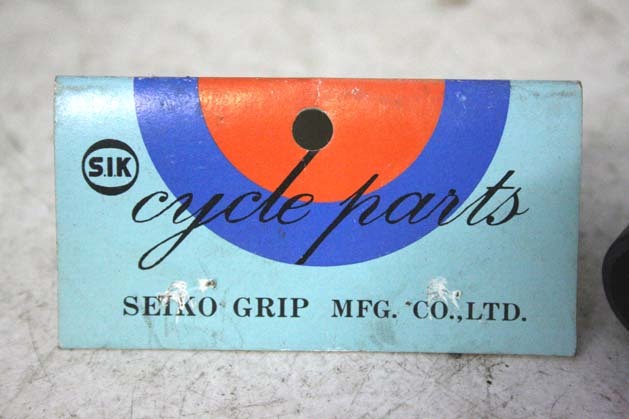 S.I.K
cycle parts
SEIKO GRIP MFG. CO.,LTD.